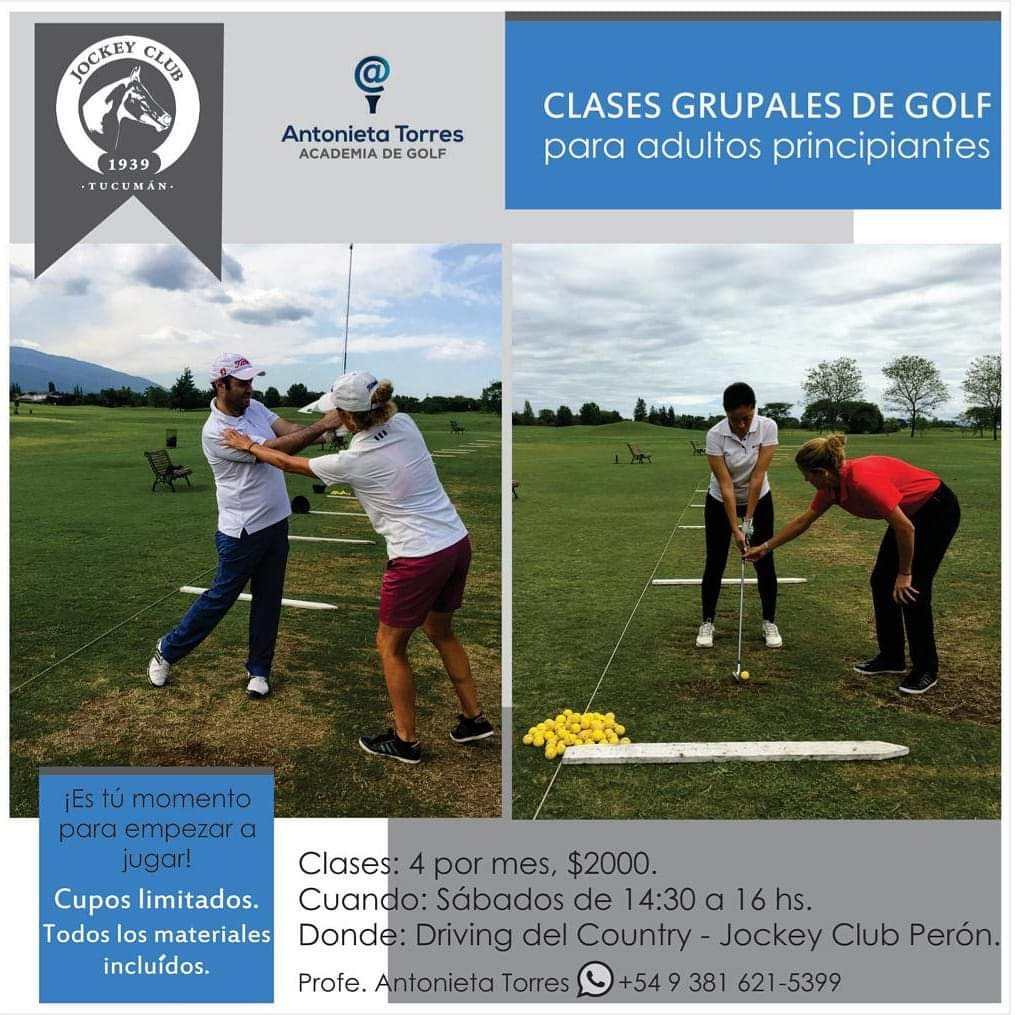 JOCKEY CLUB
1939
·TUCUMÁN·
Antonieta Torres
ACADEMIA DE GOLF
CLASES GRUPALES DE GOLF
para adultos principiantes
¡Es tú momento
para empezar a
jugar!
Cupos limitados.
Todos los materiales
incluídos.
Clases: 4 por mes, $2000.
Cuando: Sábados de 14:30 a 16 hs.
Donde: Driving del Country - Jockey Club Perón.
Profe. Antonieta Torres +54 9 381 621-5399